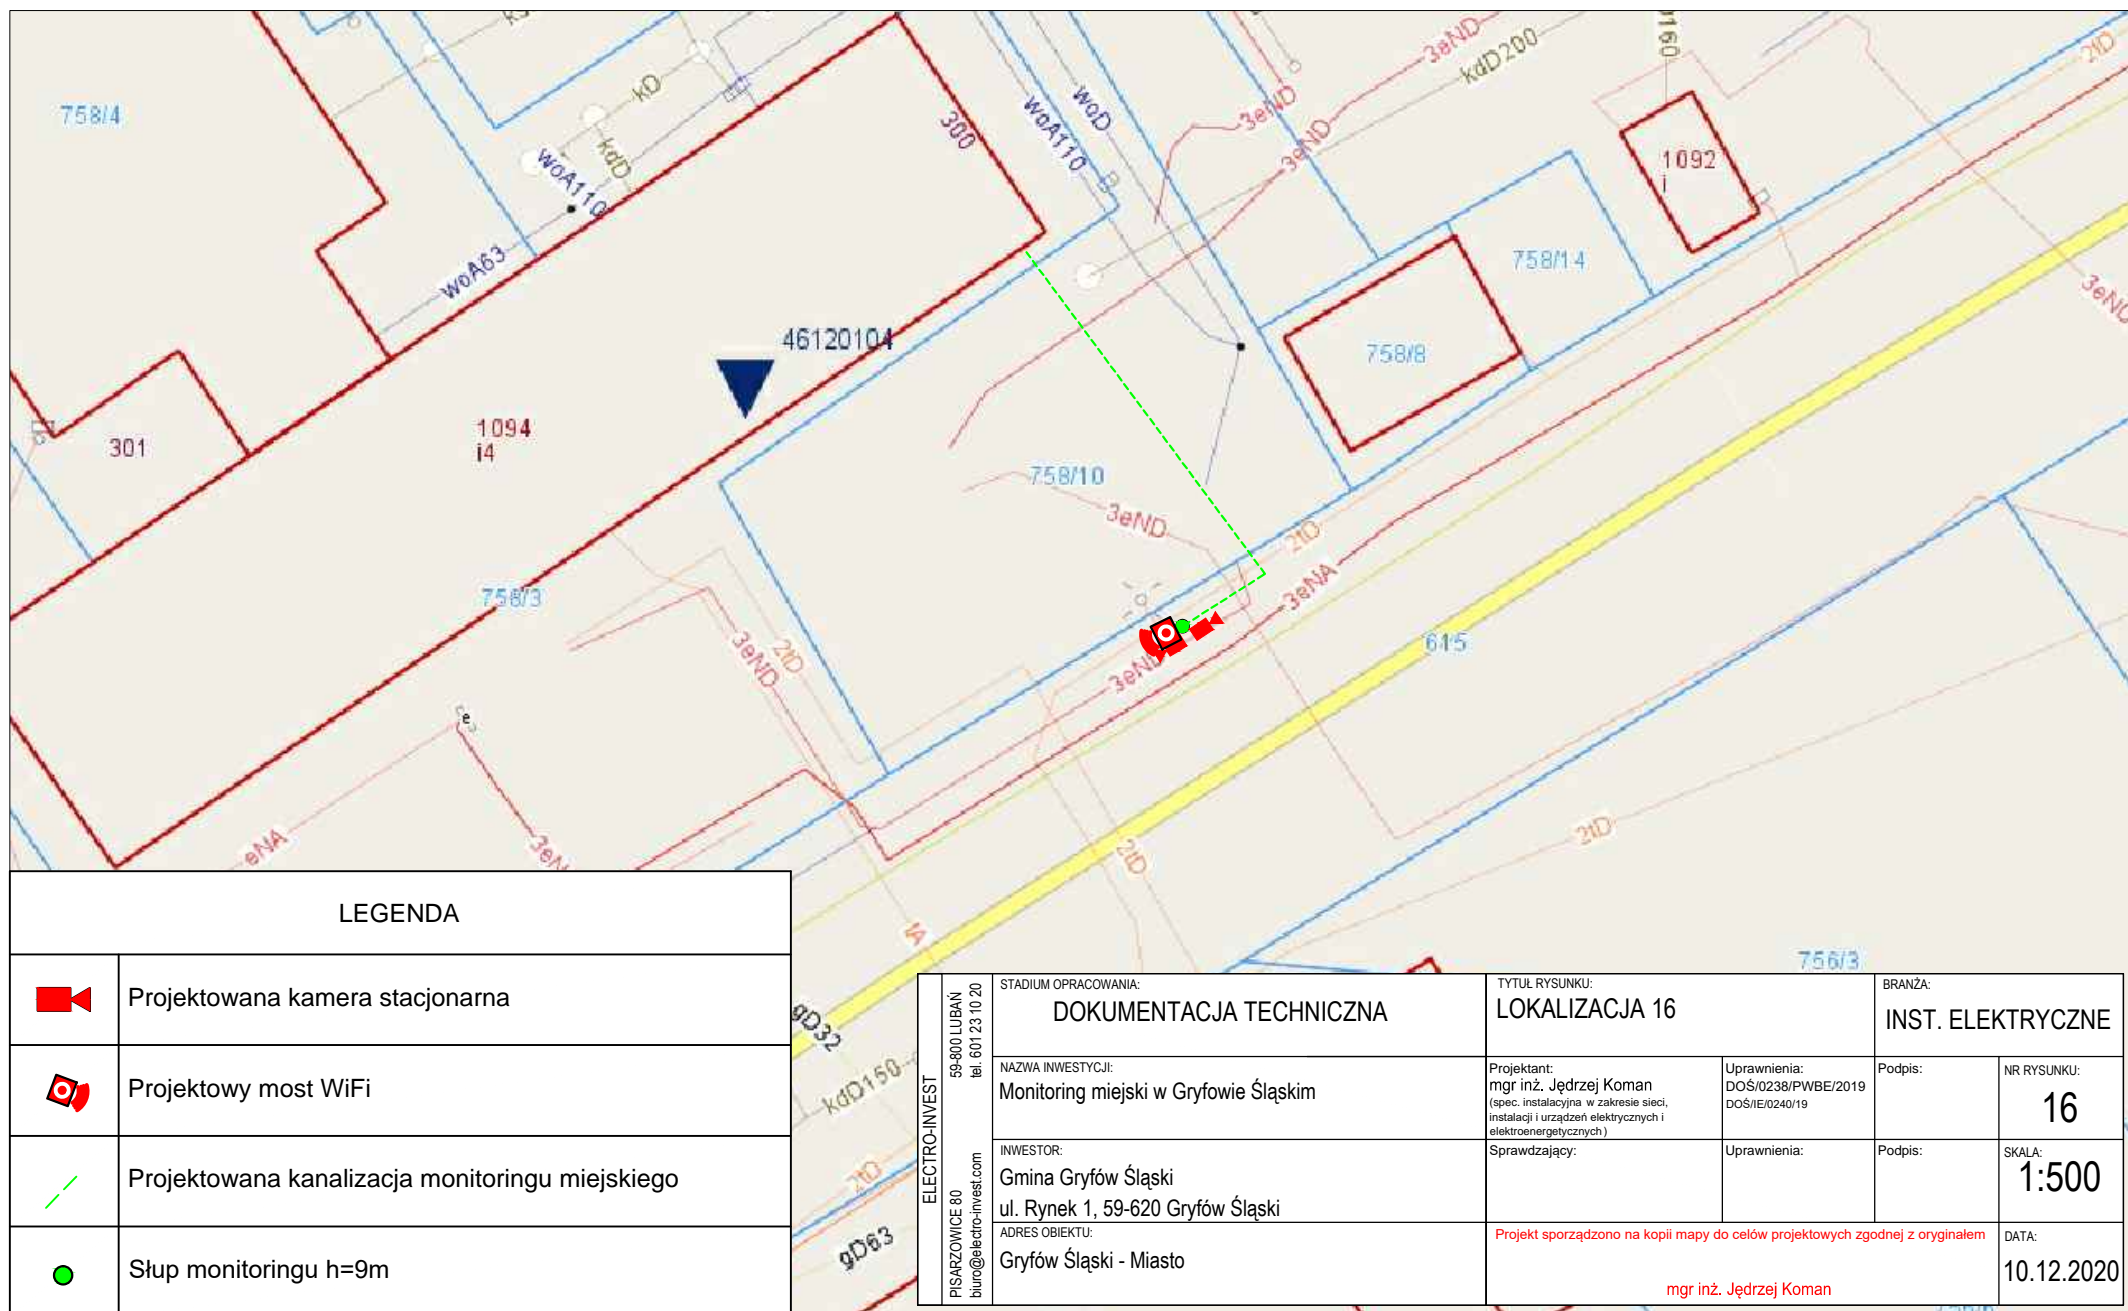 758/4
kD
kdD
woA110
woA63
300
woA110
woD
3eND
3eND
3eND
kdD200
2tD
1092
i
758/14
3eND
758/8
46120104
301
1094
i4
758/10
3eND
2tD
3eNA
758/3
3eND
2tD
615
eNA
2tD
2tD
tA
756/3
gD32
kdD150
2tD
gD63
LEGENDA
Projektowana kamera stacjonarna
Projektowy most WiFi
Projektowana kanalizacja monitoringu miejskiego
Słup monitoringu h=9m
ELECTRO-INVEST
59-800 LUBAŃ
tel. 601 23 10 20
PISARZOWICE 80
biuro@electro-invest.com
STADIUM OPRACOWANIA:
DOKUMENTACJA TECHNICZNA
TYTUŁ RYSUNKU:
LOKALIZACJA 16
BRANŻA:
INST. ELEKTRYCZNE
NAZWA INWESTYCJI:
Monitoring miejski w Gryfowie Śląskim
Projektant:
mgr inż. Jędrzej Koman
(spec. instalacyjna w zakresie sieci,
instalacji i urządzeń elektrycznych i
elektroenergetycznych)
Uprawnienia:
DOŚ/0238/PWBE/2019
DOŚ/IE/0240/19
Podpis:
NR RYSUNKU:
16
INWESTOR:
Gmina Gryfów Śląski
ul. Rynek 1, 59-620 Gryfów Śląski
Sprawdzający:
Uprawnienia:
Podpis:
SKALA:
1:500
ADRES OBIEKTU:
Gryfów Śląski - Miasto
Projekt sporządzono na kopii mapy do celów projektowych zgodnej z oryginałem
mgr inż. Jędrzej Koman
DATA:
10.12.2020